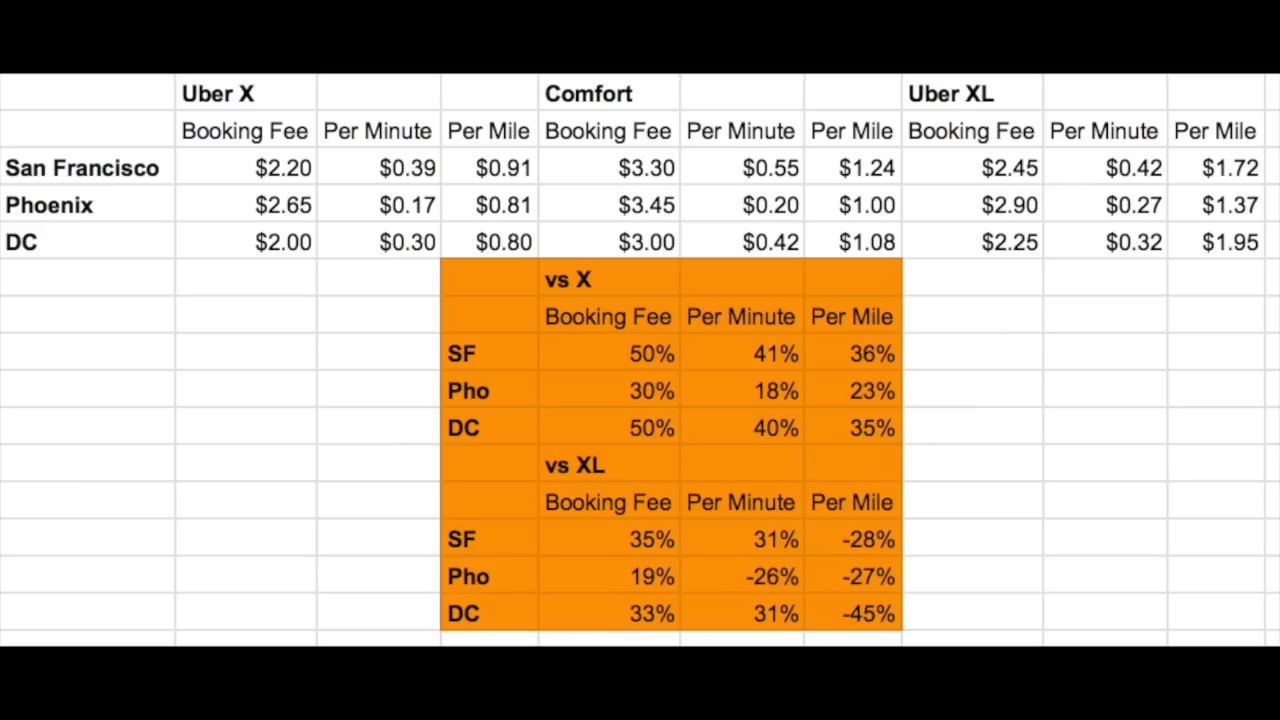 Uber X Comfort Uber XL
Booking Fee Per Minute Per Mile Booking Fee Per Minute Per Mile Booking Fee Per Minute Per Mile
San Francisco $2.20 $0.39 $0.91 $3.30 $0.55 $1.24 $2.45 $0.42 $1.72
Phoenix $2.65 $0.17 $0.81 $3.45 $0.20 $1.00 $2.90 $0.27 $1.37
DC $2.00 $0.30 $0.80 $3.00 $0.42 $1.08 $2.25 $0.32 $1.95
vs X
Booking Fee Per Minute Per Mile
SF 50% 41% 36%
Pho 30% 18% 23%
DC 50% 40% 35%
vs XL
Booking Fee Per Minute Per Mile
SF 35% 31% -28%
Pho 19% -26% -27%
DC 33% 31% -45%